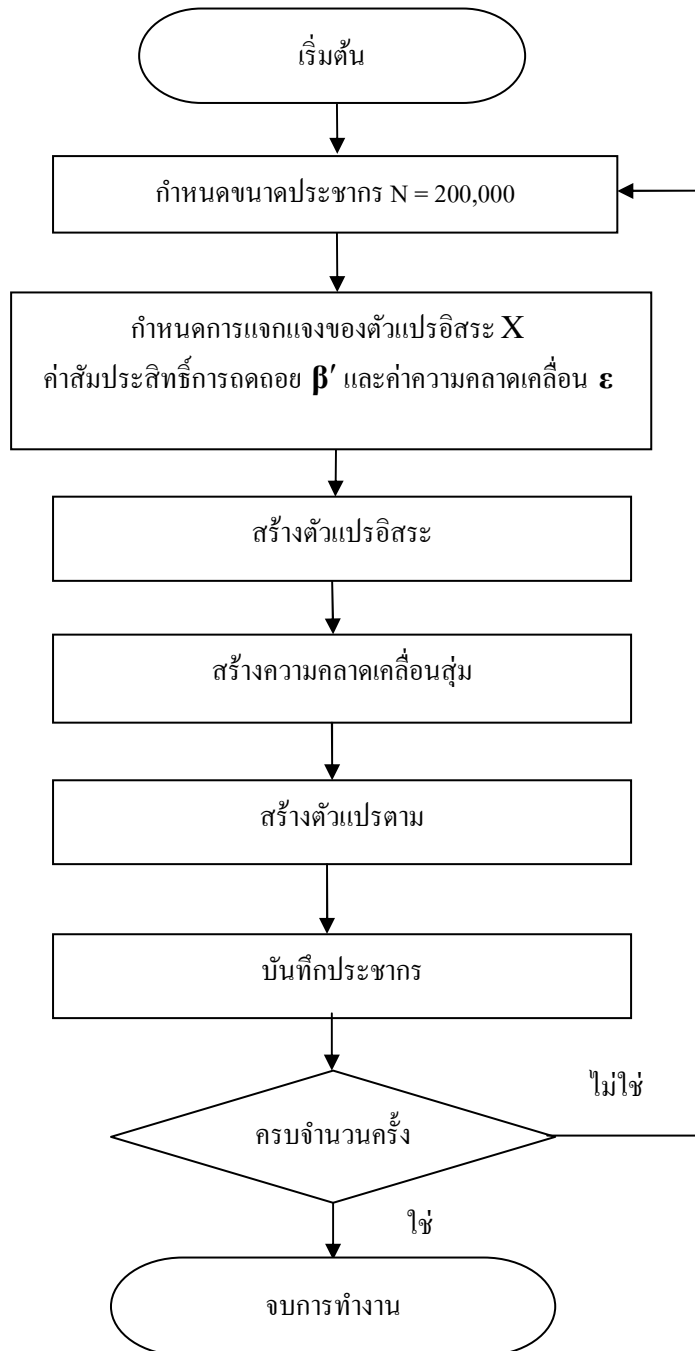 เริ่มต้น
กำหนดขนาดประชากร N = 200,000
กำหนดการแจกแจงของตัวแปรอิสระ X
ค่าสัมประสิทธิ์การถดถอย β′ และค่าความคลาดเคลื่อน ε
สร้างตัวแปรอิสระ
สร้างความคลาดเคลื่อนสุ่ม
สร้างตัวแปรตาม
บันทึกประชากร
ไม่ใช่
ครบจำนวนครั้ง
ใช่
จบการทำงาน